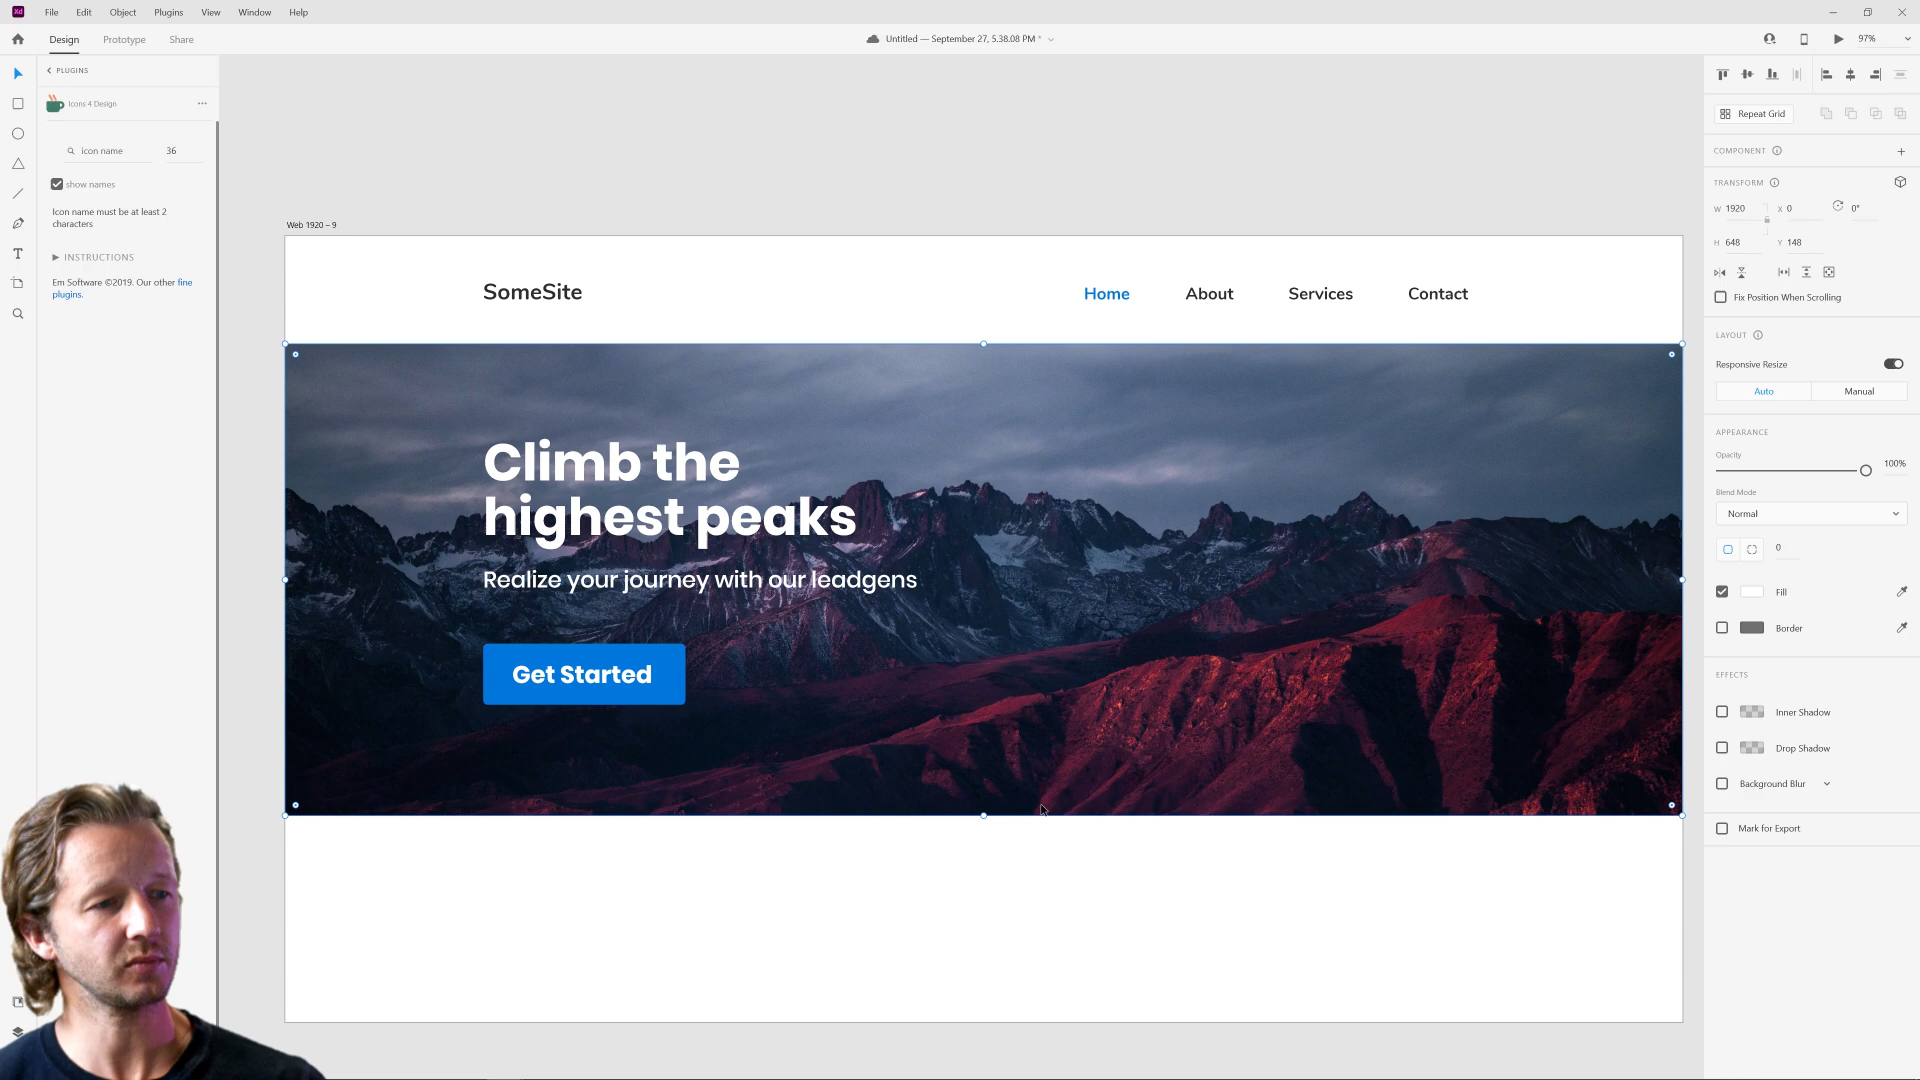 Xd File Edit Object Plugins View Window Help
Design Prototype Share Untitled — September 27, 5.38.08 PM * 97%
PLUGINS
Icons 4 Design ...
icon name 36
show names
Icon name must be at least 2
characters
INSTRUCTIONS
Em Software ©2019. Our other fine
plugins.
Web 1920 – 9
SomeSite Home About Services Contact
Climb the
highest peaks
Realize your journey with our leadgens
Get Started
Repeat Grid
COMPONENT
TRANSFORM
W 1920 X 0 0°
H 648 Y 148
Fix Position When Scrolling
LAYOUT
Responsive Resize
Auto Manual
APPEARANCE
Opacity
100%
Blend Mode
Normal
0
Fill
Border
EFFECTS
Inner Shadow
Drop Shadow
Background Blur
Mark for Export